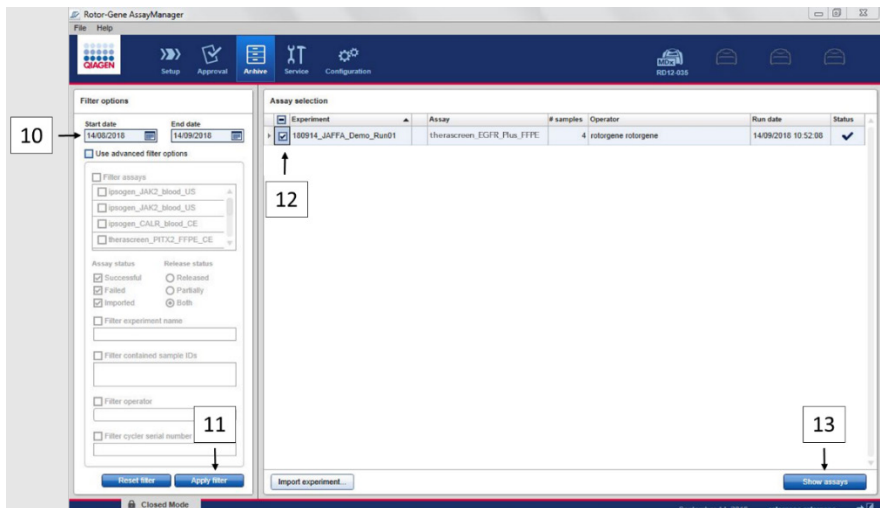 Rotor-Gene AssayManager
File Help
QIAGEN
Setup Approval Archive Service Configuration
MDx
RD12-035
Filter options
Assay selection
Start date End date
10
14/08/2018 14/09/2018
Use advanced filter options
Experiment Assay # samples Operator Run date Status
180914_JAFFA_Demo_Run01 therascreen_EGFR_Plus_FFPE 4 rotorgene rotorgene 14/09/2018 10:52:08
12
Filter assays
ipsogen_JAK2_blood_US
ipsogen_JAK2_blood_US
ipsogen_CALR_blood_CE
therascreen_PITX2_FFPE_CE
Assay status Release status
Successful Released
Failed Partially
Imported Both
Filter experiment name
Filter contained sample IDs
Filter operator
11
Filter cycler serial number
13
Reset filter Apply filter
Import experiment...
Show assays
Closed Mode